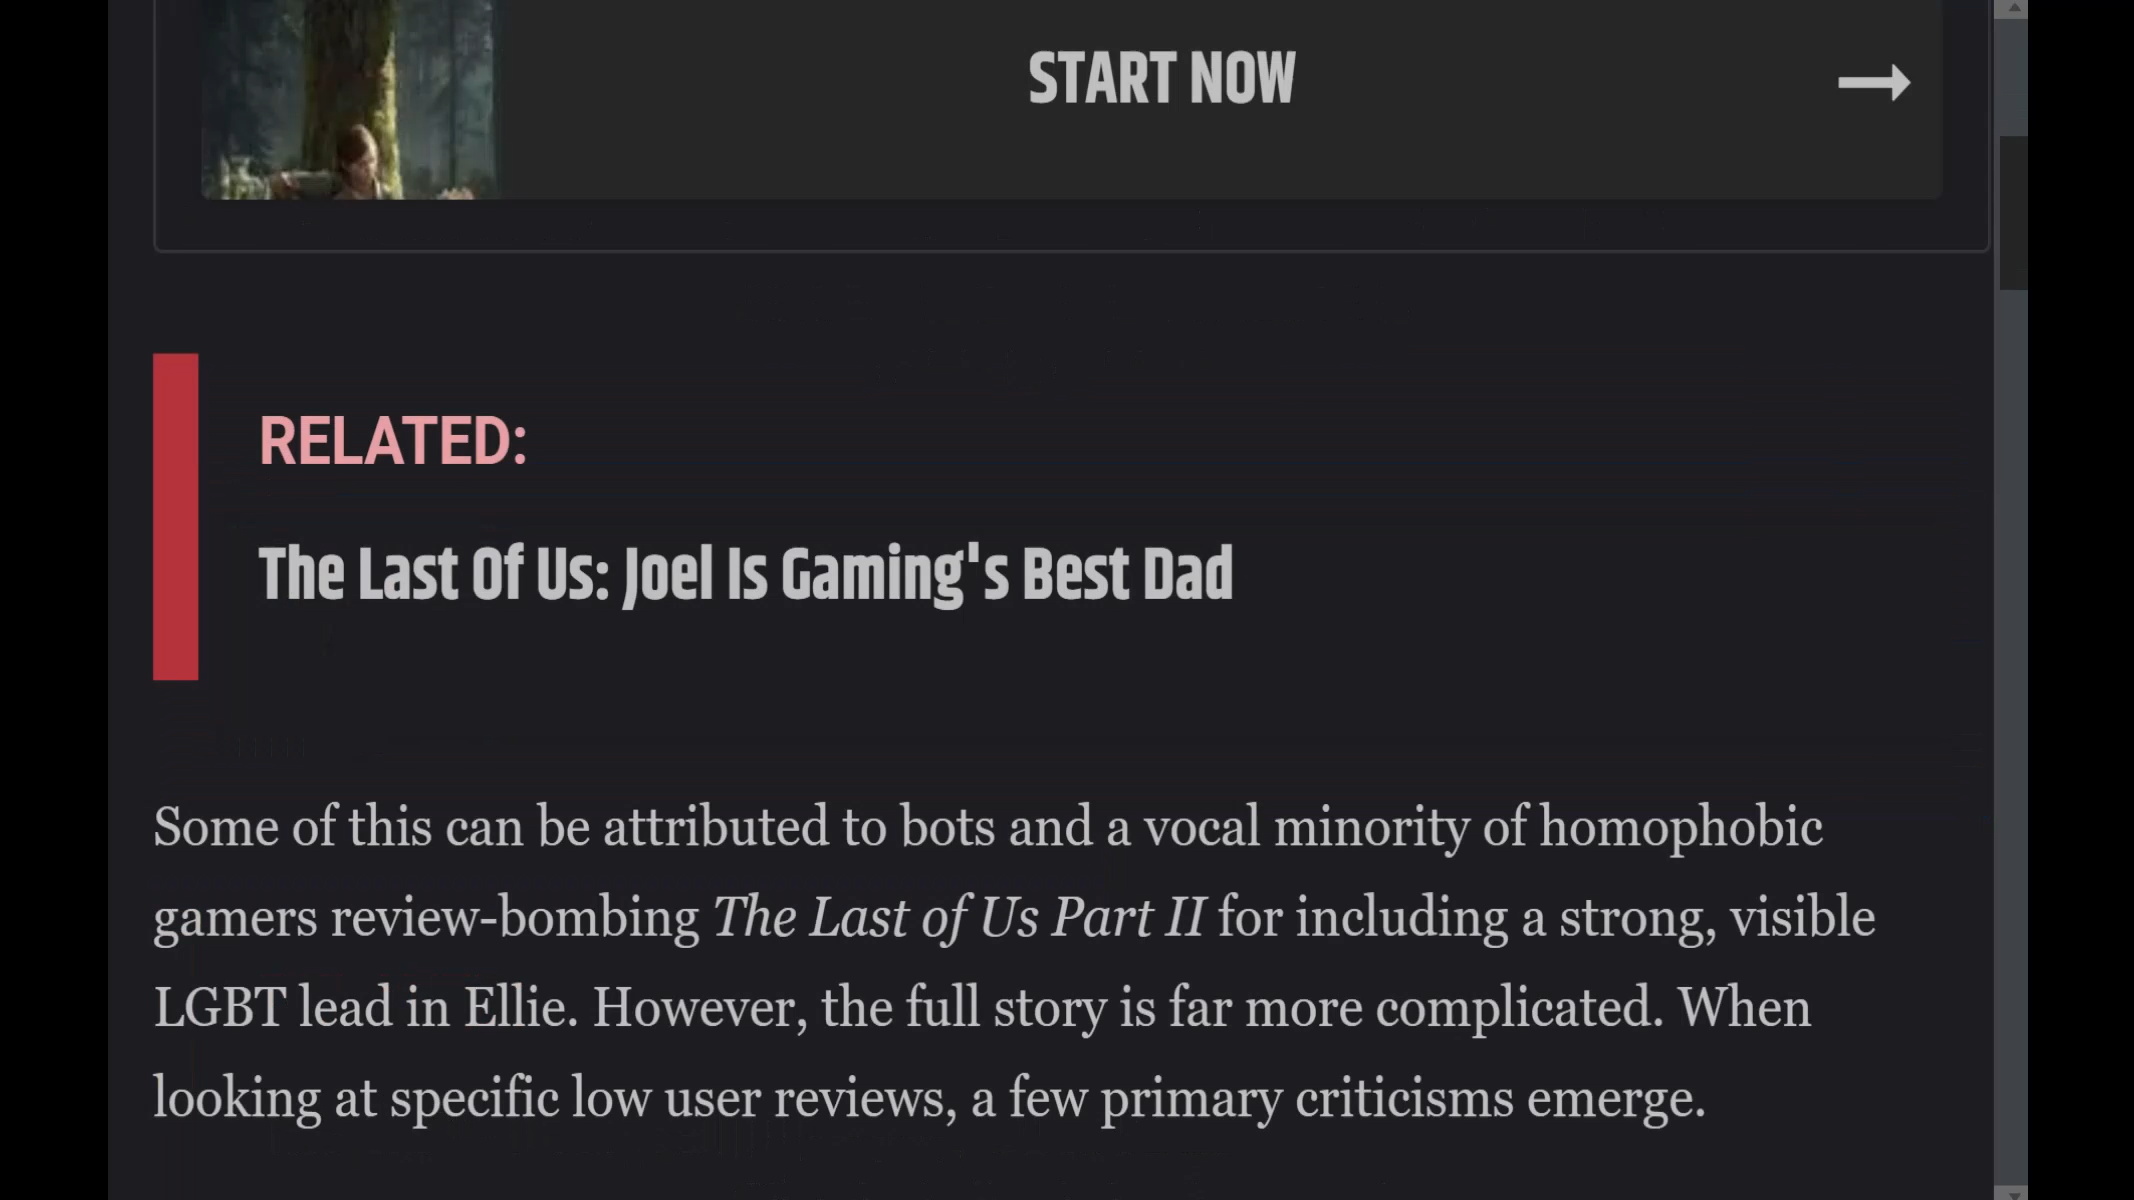 START NOW
RELATED:
The Last Of Us: Joel Is Gaming's Best Dad
Some of this can be attributed to bots and a vocal minority of homophobic
gamers review-bombing The Last of Us Part II for including a strong, visible
LGBT lead in Ellie. However, the full story is far more complicated. When
looking at specific low user reviews, a few primary criticisms emerge.